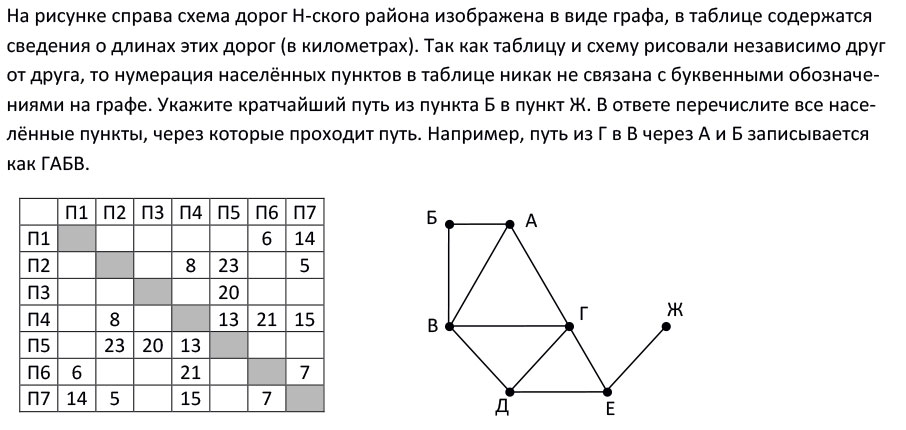 На рисунке справа схема дорог Н-ского района изображена в виде графа, в таблице содержатся
сведения о длинах этих дорог (в километрах). Так как таблицу и схему рисовали независимо друг
от друга, то нумерация населённых пунктов в таблице никак не связана с буквенными обозначе-
ниями на графе. Укажите кратчайший путь из пункта Б в пункт Ж. В ответе перечислите все насе-
лённые пункты, через которые проходит путь. Например, путь из Г в В через А и Б записывается
как ГАБВ.
П1 П2 П3 П4 П5 П6 П7
П1 6 14
П2 8 23 5
П3 20
П4 8 13 21 15
П5 23 20 13
П6 6 21 7
П7 14 5 15 7
Б А
В Г Ж
Д Е